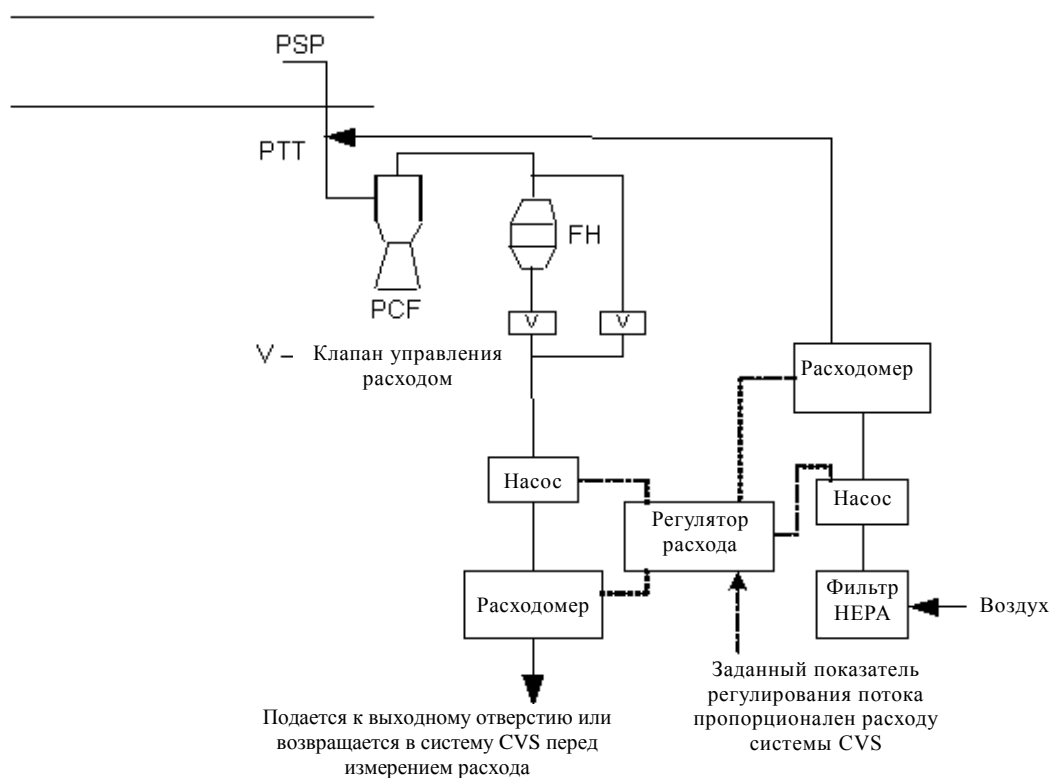 PSP
PTT
PCF
FH
V
V
V – Клапан управления
расходом
Расходомер
Насос
Насос
Регулятор
расхода
Расходомер
Фильтр
HEPA
Воздух
Заданный показатель
регулирования потока
пропорционален расходу
системы CVS
Подается к выходному отверстию или
возвращается в систему CVS перед
измерением расхода